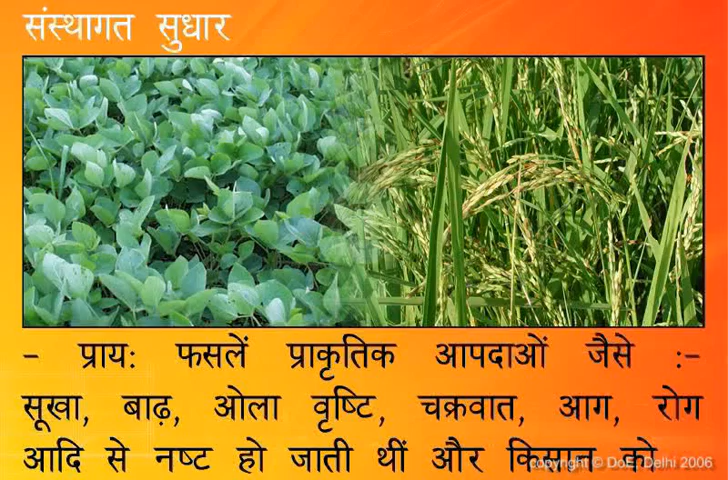 संस्थागत सुधार
- प्राय: फसलें प्राकृतिक आपदाओं जैसे :-
सूखा, बाढ़, ओला वृष्टि, चक्रवात, आग, रोग
आदि से नष्ट हो जाती थीं और किसान को
copyright © DoE, Delhi 2006